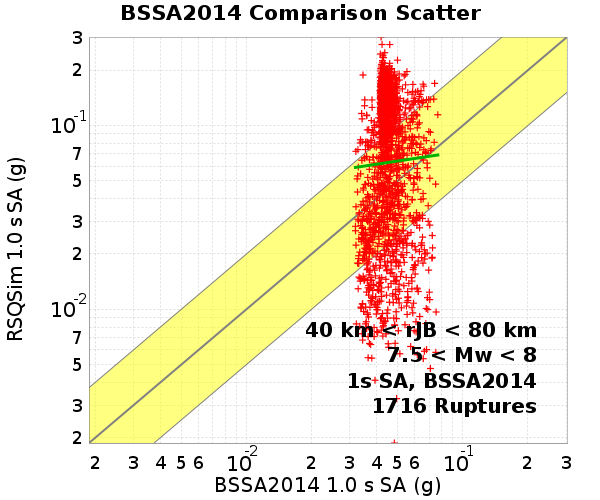 BSSA2014 Comparison Scatter
RSQSim 1.0 s SA (g)
3
2
10^-1
7
5
3
2
10^-2
7
5
3
2
40 km < rJB < 80 km
7.5 < Mw < 8
1s SA, BSSA2014
1716 Ruptures
2 3 4 5 6 10^-2 2 3 4 5 6 10^-1 2 3
BSSA2014 1.0 s SA (g)